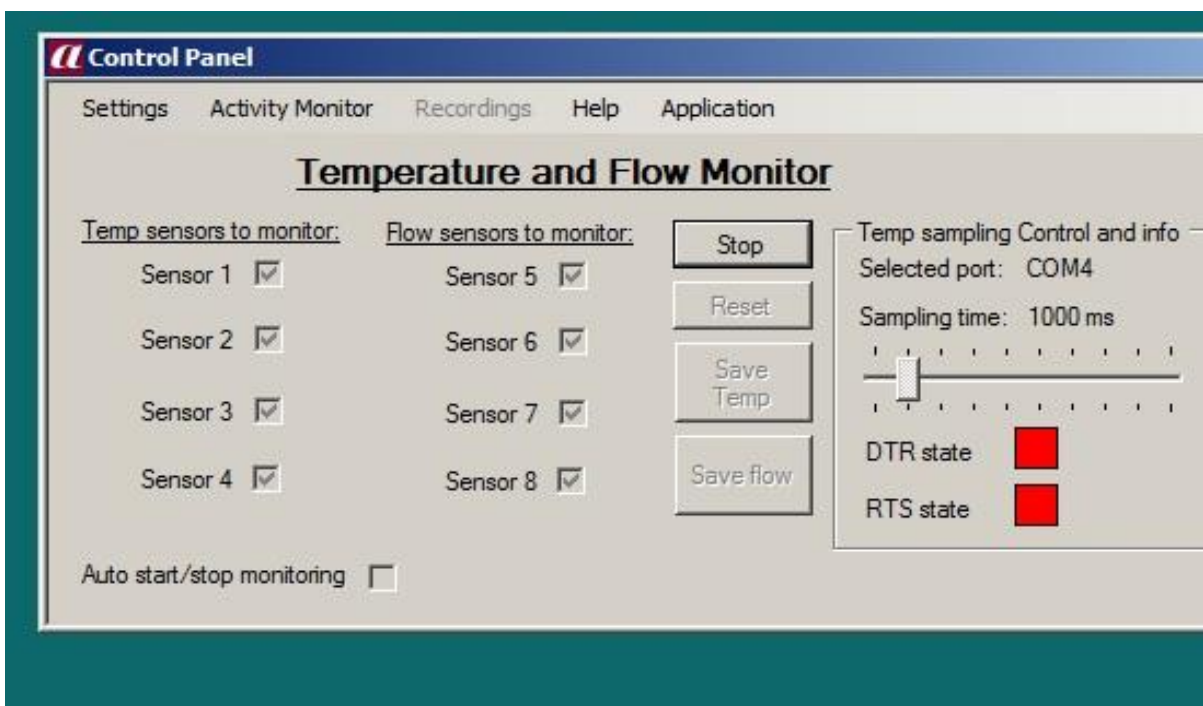 a Control Panel
Settings Activity Monitor Recordings Help Application
Temperature and Flow Monitor
Temp sensors to monitor:
Sensor 1
Sensor 2
Sensor 3
Sensor 4
Flow sensors to monitor:
Sensor 5
Sensor 6
Sensor 7
Sensor 8
Stop
Reset
Save
Temp
Save flow
Temp sampling Control and info
Selected port: COM4
Sampling time: 1000 ms
DTR state
RTS state
Auto start/stop monitoring